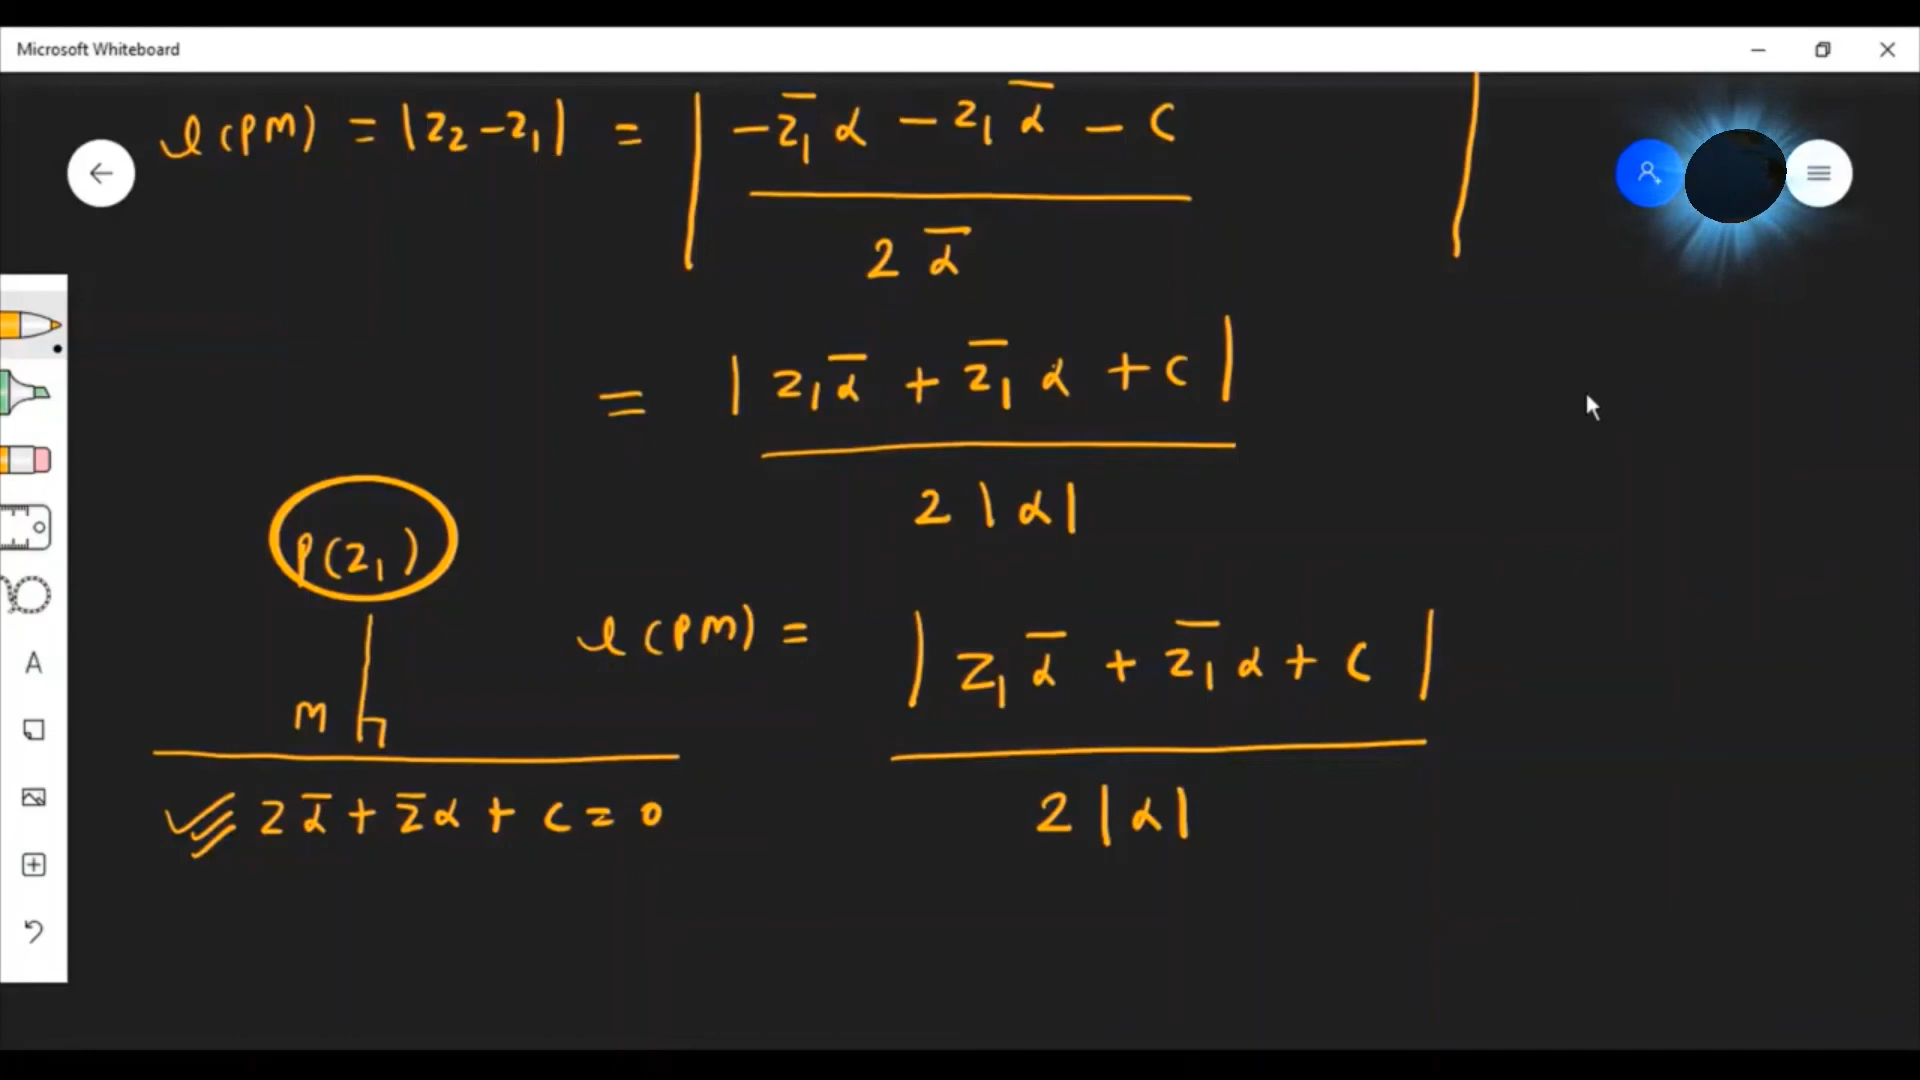 Microsoft Whiteboard
l(PM) = |z₂ - z₁| = | (-z̄₁α - z₁ᾱ - c) / 2ᾱ |
= |z₁ᾱ + z̄₁α + c| / 2|α|
P(z₁)
l(PM) = |z₁ᾱ + z̄₁α + c| / 2|α|
M
zᾱ + z̄α + c = 0
A